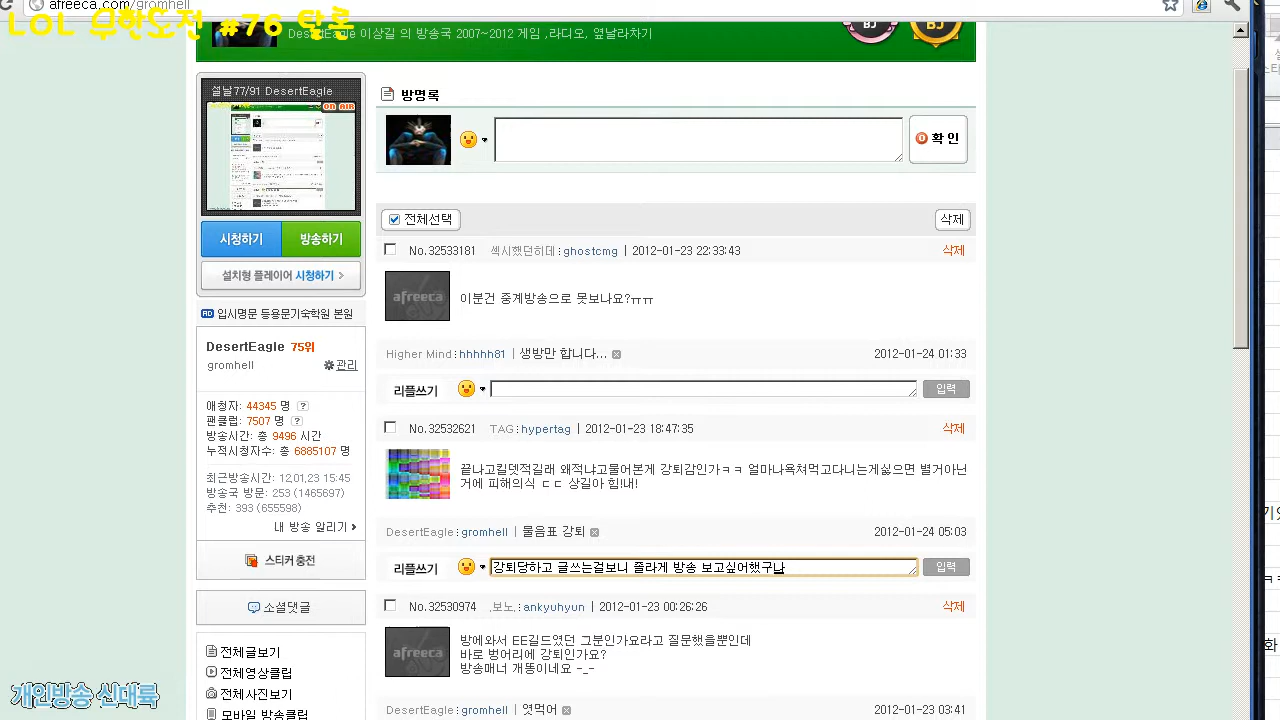 afreeca.com/gromhell
LOL 무한도전 #76 탈론
DesertEagle 이상길 의 방송국 2007~2012 게임 ,라디오, 옆날라차기
BJ
BJ
설날77/91 DesertEagle
ON AIR
시청하기
방송하기
설치형 플레이어 시청하기 >
AD 입시명문 등용문기숙학원 본원
DesertEagle 75위
gromhell
관리
애청자: 44345 명 ?
팬클럽: 7507 명 ?
방송시간: 총 9496 시간
누적시청자수: 총 6885107 명
최근방송시간: 12,01,23 15:45
방송국 방문: 253 (1465697)
추천: 393 (655598)
내 방송 알리기
스티커 충전
소셜댓글
전체글보기
전체영상클립
전체사진보기
모바일 방송클립
개인방송 신대륙
방명록
확인
전체선택
삭제
No.32533181 섹시했던히데:ghostcmg | 2012-01-23 22:33:43
삭제
afreeca
이분건 중계방송으로 못보나요?ㅠㅠ
Higher Mind:hhhhh81 | 생방만 됩니다...
2012-01-24 01:33
리플쓰기
입력
No.32532621 TAG:hypertag | 2012-01-23 18:47:35
삭제
끝나고킬뎃적길래 왜적냐고물어본게 강퇴감인가ㅋㅋ 얼마나욕쳐먹고다니는게싫으면 별거아닌
거에 피해의식 ㄷㄷ 상길아 힘!내!
DesertEagle:gromhell | 물음표 강퇴
2012-01-24 05:03
리플쓰기
강퇴당하고 글쓰는걸보니 졸라게 방송 보고싶어했구나
입력
No.32530974 .보노.:ankyuhyun | 2012-01-23 00:26:26
삭제
afreeca
방에와서 EE길드였던 그분인가요라고 질문했을뿐인데
바로 벙어리에 강퇴인가요?
방송매너 개똥이군요 -_-
DesertEagle:gromhell | 엿먹어
2012-01-24 03:41